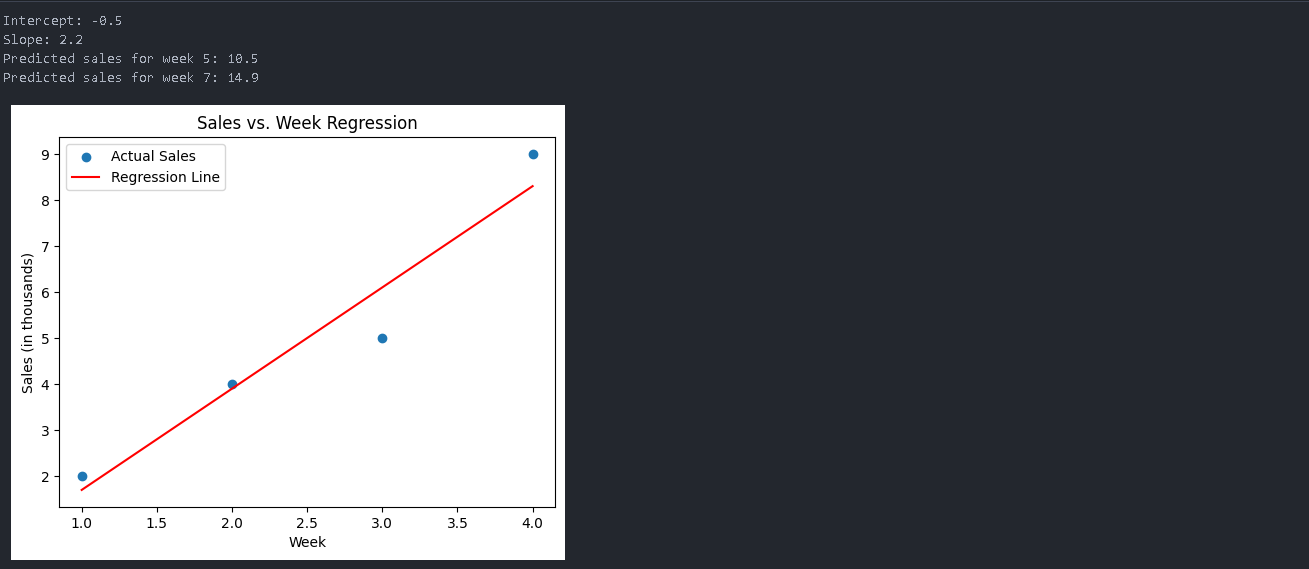 Intercept: -0.5
Slope: 2.2
Predicted sales for week 5: 10.5
Predicted sales for week 7: 14.9
Sales vs. Week Regression
Actual Sales
Regression Line
Sales (in thousands)
9
8
7
6
5
4
3
2
1.0 1.5 2.0 2.5 3.0 3.5 4.0
Week